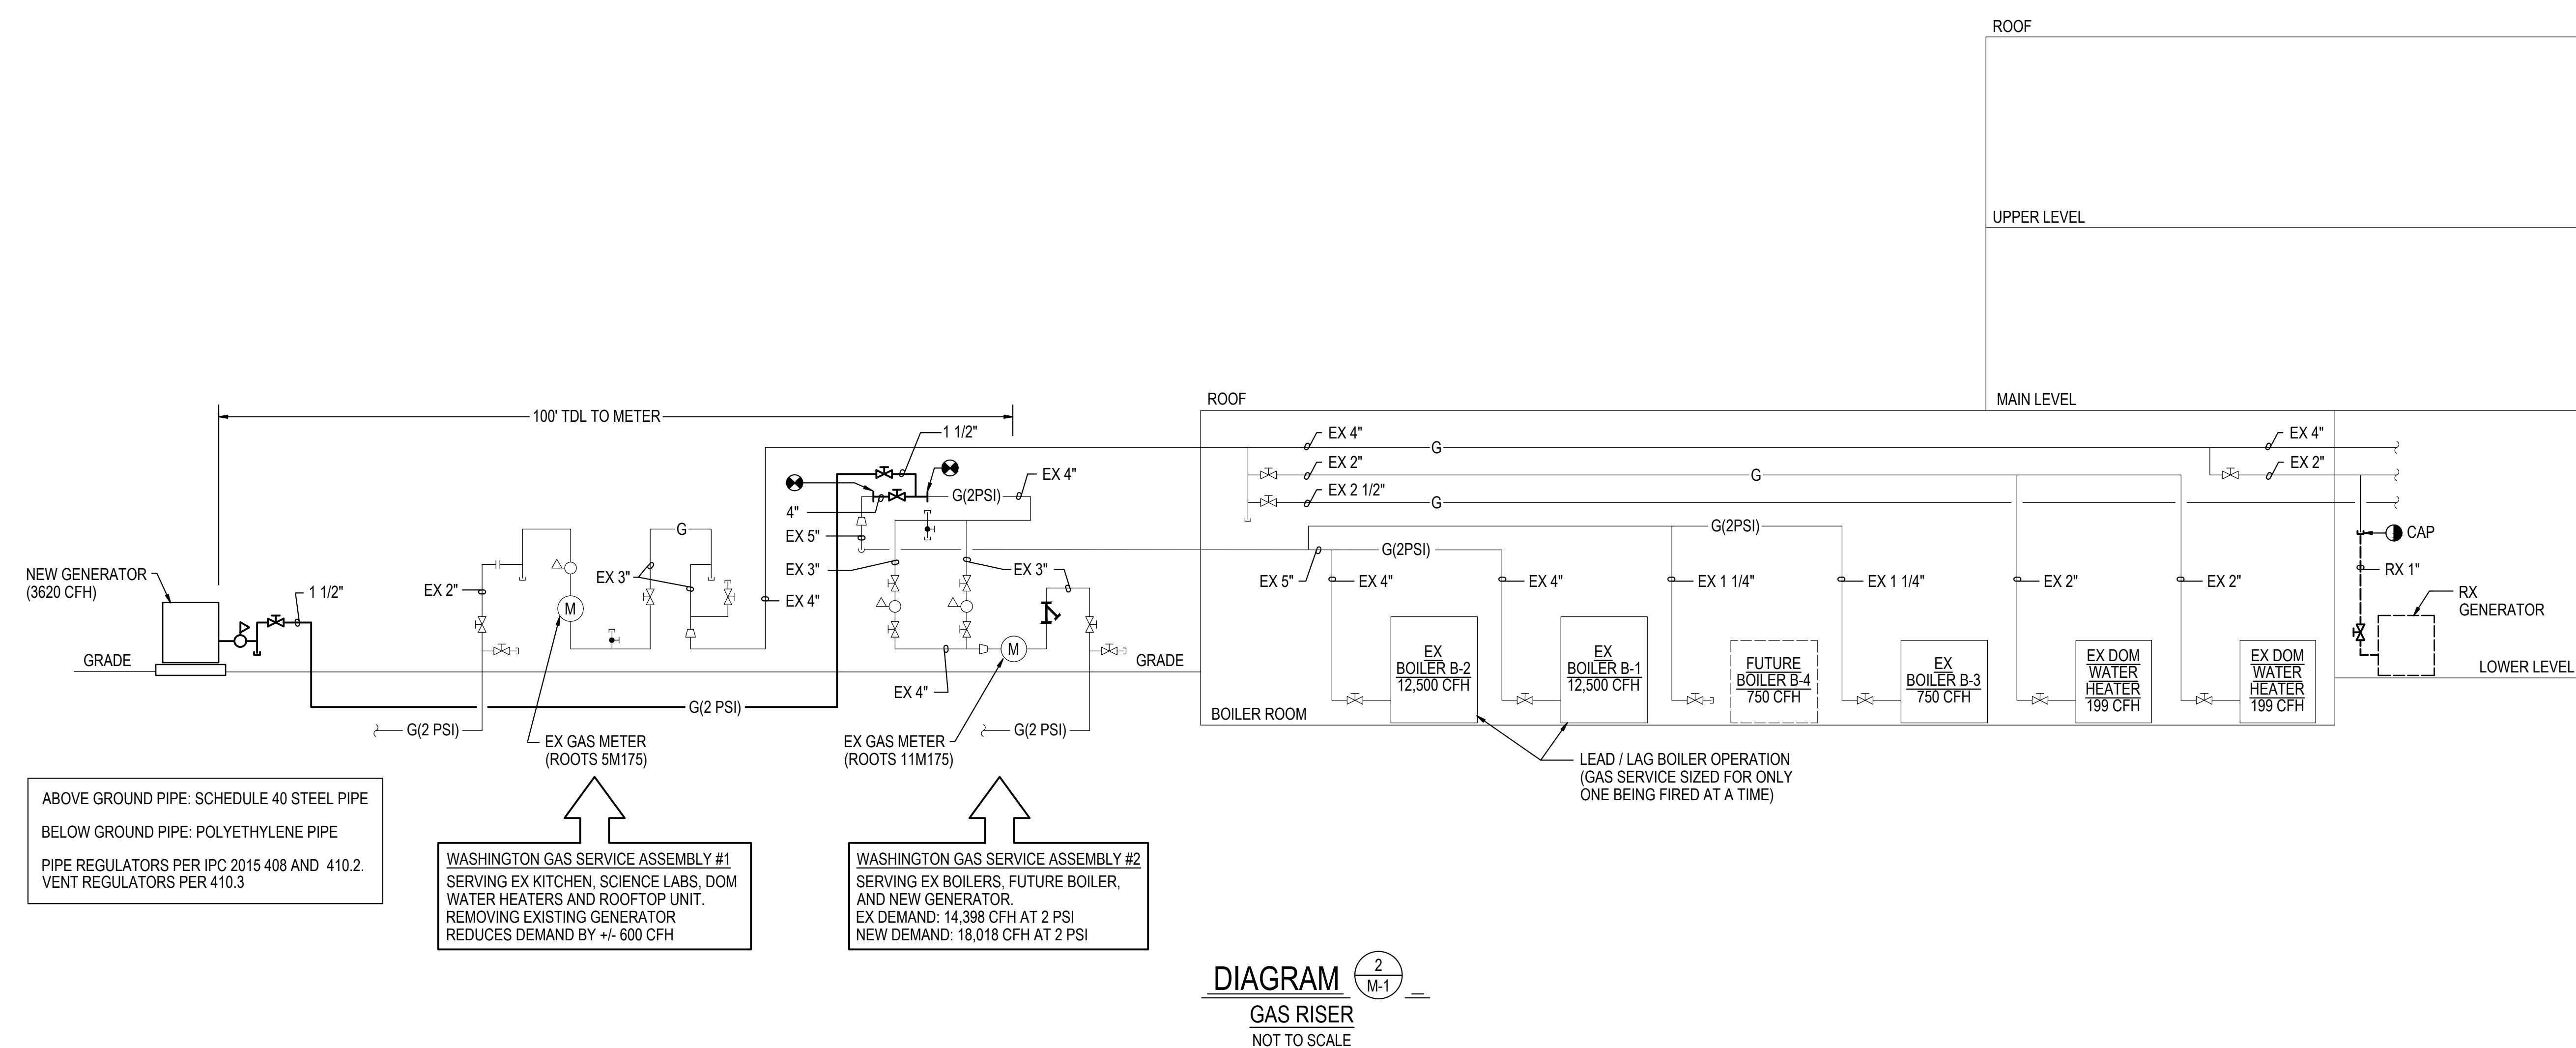 ROOF
UPPER LEVEL
MAIN LEVEL
ROOF
100' TDL TO METER
1 1/2"
EX 4"
G(2PSI)
4"
EX 5"
EX 3"
EX 3"
EX 4"
G
EX 3"
EX 2"
M
NEW GENERATOR
(3620 CFH)
1 1/2"
GRADE
M
GRADE
EX 4"
G(2 PSI)
G(2 PSI)
G(2 PSI)
EX GAS METER
(ROOTS 5M175)
EX GAS METER
(ROOTS 11M175)
EX 4"
G
EX 2"
G
EX 2 1/2"
G
EX 4"
EX 2"
G(2PSI)
G(2PSI)
EX 5"
EX 4"
EX 4"
EX 1 1/4"
EX 1 1/4"
EX 2"
EX 2"
CAP
RX 1"
RX
GENERATOR
LOWER LEVEL
EX
BOILER B-2
12,500 CFH
EX
BOILER B-1
12,500 CFH
FUTURE
BOILER B-4
750 CFH
EX
BOILER B-3
750 CFH
EX DOM
WATER
HEATER
199 CFH
EX DOM
WATER
HEATER
199 CFH
BOILER ROOM
LEAD / LAG BOILER OPERATION
(GAS SERVICE SIZED FOR ONLY
ONE BEING FIRED AT A TIME)
ABOVE GROUND PIPE: SCHEDULE 40 STEEL PIPE
BELOW GROUND PIPE: POLYETHYLENE PIPE
PIPE REGULATORS PER IPC 2015 408 AND 410.2.
VENT REGULATORS PER 410.3
WASHINGTON GAS SERVICE ASSEMBLY #1
SERVING EX KITCHEN, SCIENCE LABS, DOM
WATER HEATERS AND ROOFTOP UNIT.
REMOVING EXISTING GENERATOR
REDUCES DEMAND BY +/- 600 CFH
WASHINGTON GAS SERVICE ASSEMBLY #2
SERVING EX BOILERS, FUTURE BOILER,
AND NEW GENERATOR.
EX DEMAND: 14,398 CFH AT 2 PSI
NEW DEMAND: 18,018 CFH AT 2 PSI
DIAGRAM
2
M-1
GAS RISER
NOT TO SCALE